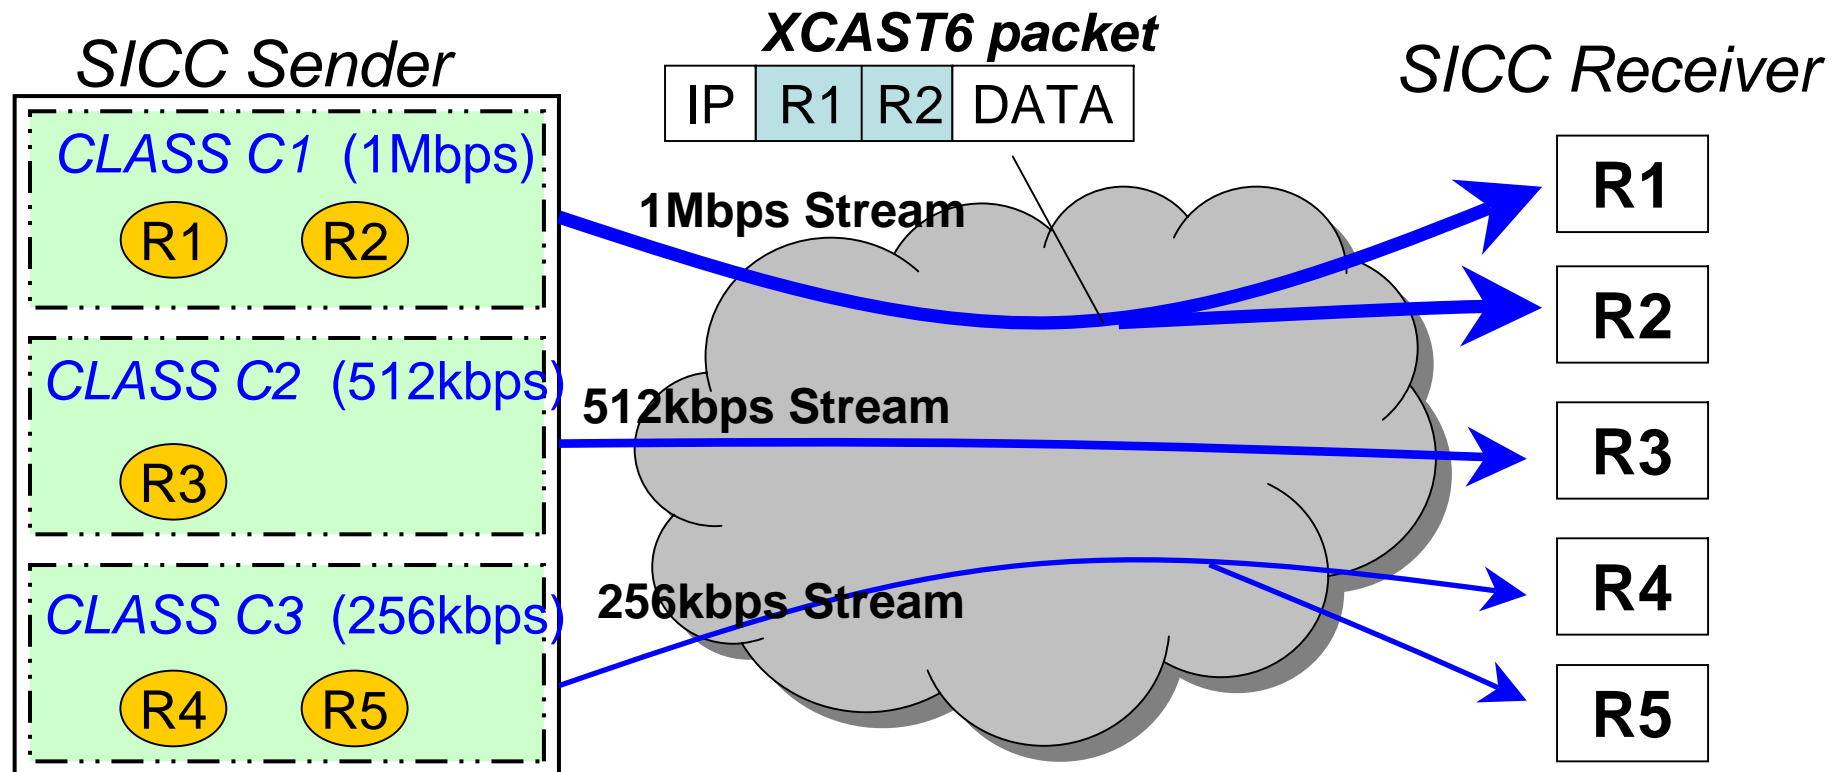 XCAST6 packet
SICC Sender
SICC Receiver
IP R1 R2 DATA
CLASS C1 (1Mbps)
R1 R2
1Mbps Stream
R1
R2
CLASS C2 (512kbps)
R3
512kbps Stream
R3
CLASS C3 (256kbps)
R4 R5
256kbps Stream
R4
R5